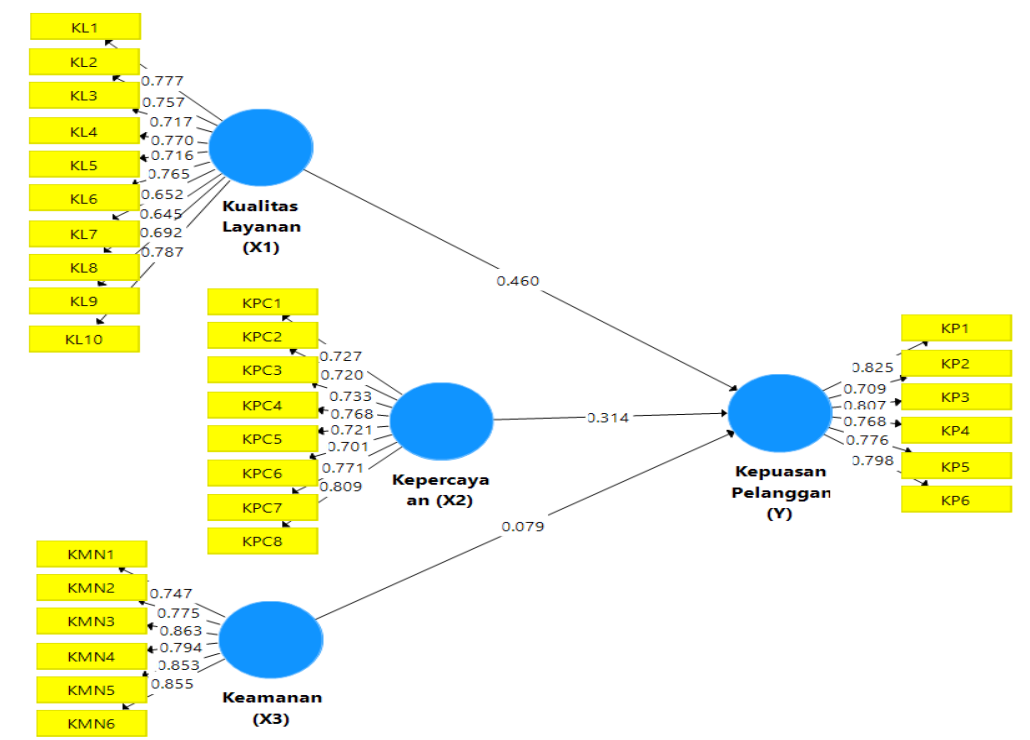 KL1
KL2
KL3
KL4
KL5
KL6
KL7
KL8
KL9
KL10
0.777
0.757
0.717
0.770
0.716
0.765
0.652
0.645
0.692
0.787
Kualitas
Layanan
(X1)
0.460
KPC1
KPC2
KPC3
KPC4
KPC5
KPC6
KPC7
KPC8
0.727
0.720
0.733
0.768
0.721
0.701
0.771
0.809
Kepercaya
an (X2)
0.314
KMN1
KMN2
KMN3
KMN4
KMN5
KMN6
0.747
0.775
0.863
0.794
0.853
0.855
Keamanan
(X3)
0.079
Kepuasan
Pelanggan
(Y)
0.825
0.709
0.807
0.768
0.776
0.798
KP1
KP2
KP3
KP4
KP5
KP6